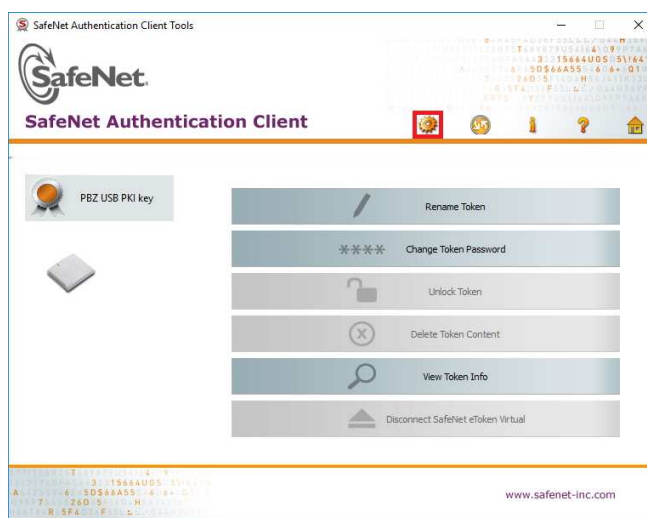 SafeNet Authentication Client Tools
SafeNet
SafeNet Authentication Client
PBZ USB PKI key
Rename Token
**** Change Token Password
Unlock Token
Delete Token Content
View Token Info
Disconnect SafeNet eToken Virtual
www.safenet-inc.com